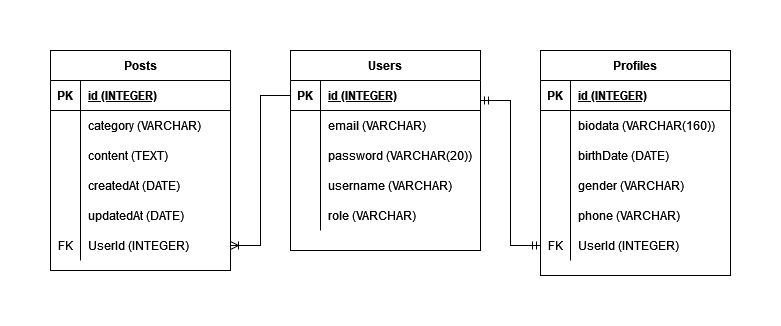 Posts
PK id (INTEGER)
category (VARCHAR)
content (TEXT)
createdAt (DATE)
updatedAt (DATE)
FK UserId (INTEGER)
Users
PK id (INTEGER)
email (VARCHAR)
password (VARCHAR(20))
username (VARCHAR)
role (VARCHAR)
Profiles
PK id (INTEGER)
biodata (VARCHAR(160))
birthDate (DATE)
gender (VARCHAR)
phone (VARCHAR)
FK UserId (INTEGER)